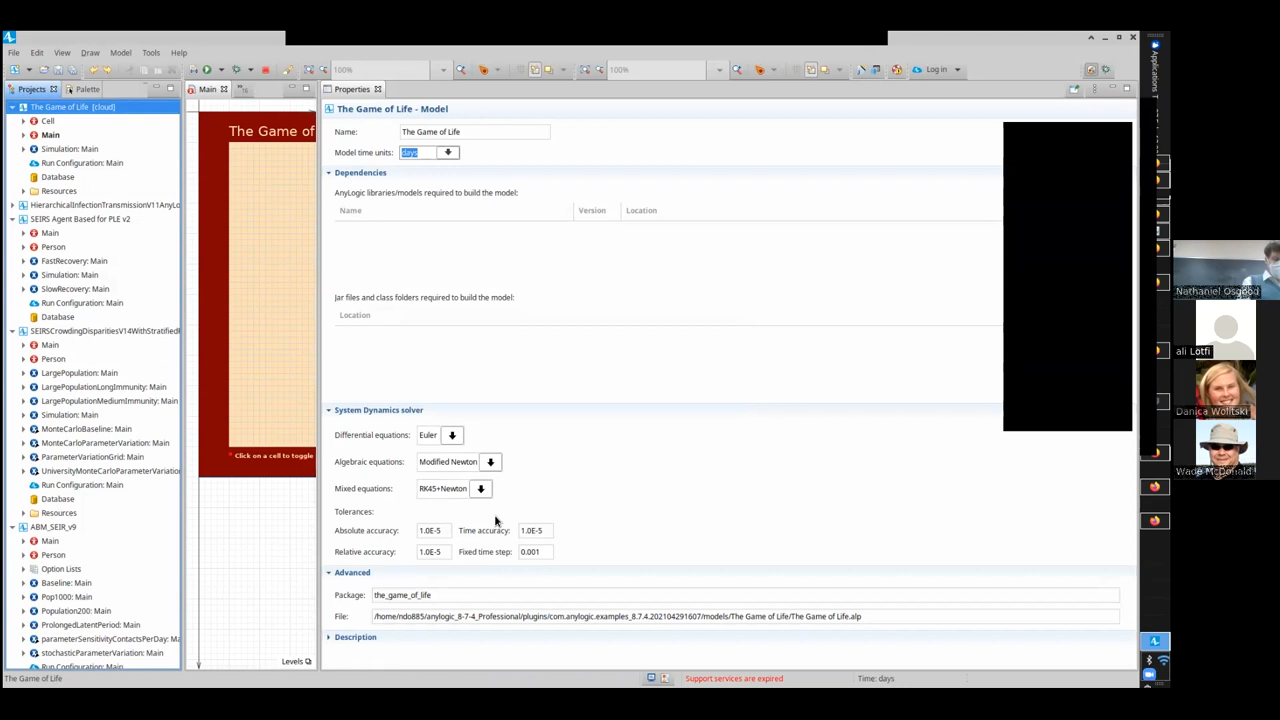 File Edit View Draw Model Tools Help
100% 100% Log in
Projects Palette Main Properties
The Game of Life [cloud]
Cell
Main
Simulation: Main
Run Configuration: Main
Database
Resources
HierarchicalInfectionTransmissionV11AnyLo
SEIRS Agent Based for PLE v2
Main
Person
FastRecovery: Main
Simulation: Main
SlowRecovery: Main
Run Configuration: Main
Database
SEIRSCrowdingDisparitiesV14WithStratified
Main
Person
LargePopulation: Main
LargePopulationLongImmunity: Main
LargePopulationMediumImmunity: Main
Simulation: Main
MonteCarloBaseline: Main
MonteCarloParameterVariation: Main
ParameterVariationGrid: Main
UniversityMonteCarloParameterVariation
Run Configuration: Main
Database
Resources
ABM_SEIR_v9
Main
Person
Option Lists
Baseline: Main
Pop1000: Main
Population200: Main
ProlongedLatentPeriod: Main
parameterSensitivityContactsPerDay: Ma
stochasticParameterVariation: Main
Run Configuration: Main
The Game of
Click on a cell to toggle
Levels
The Game of Life - Model
Name: The Game of Life
Model time units: days
Dependencies
AnyLogic libraries/models required to build the model:
Name Version Location
Jar files and class folders required to build the model:
Location
System Dynamics solver
Differential equations: Euler
Algebraic equations: Modified Newton
Mixed equations: RK45+Newton
Tolerances:
Absolute accuracy: 1.0E-5 Time accuracy: 1.0E-5
Relative accuracy: 1.0E-5 Fixed time step: 0.001
Advanced
Package: the_game_of_life
File: /home/ndo885/anylogic_8-7-4_Professional/plugins/com.anylogic.examples_8.7.4.202104291607/models/The Game of Life/The Game of Life.alp
Description
The Game of Life Support services are expired Time: days
Applications
Nathaniel Osgood
ali Lotfi
Danica Wolitski
Wade McDonald